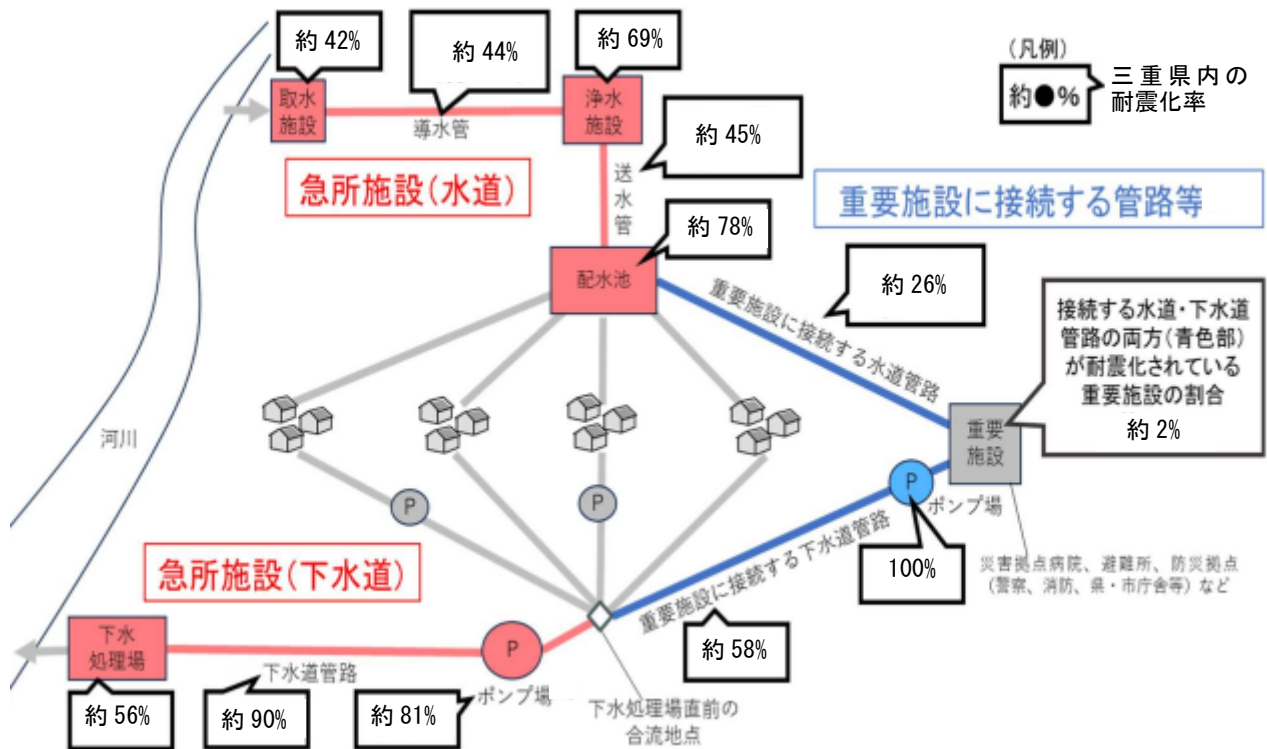 約 42%
約 44%
約 69%
(凡例)
約●%
三重県内の
耐震化率
取水
施設
導水管
浄水
施設
約 45%
急所施設(水道)
送
水
管
重要施設に接続する管路等
約 78%
配水池
重要施設に接続する水道管路
約 26%
接続する水道・下水道
管路の両方(青色部)
が耐震化されている
重要施設の割合
約 2%
河川
重要
施設
P
P
P
ポンプ場
100%
災害拠点病院、避難所、防災拠点
(警察、消防、県・市庁舎等)など
急所施設(下水道)
重要施設に接続する下水道管路
約 58%
下水
処理場
下水道管路
P
ポンプ場
約 56%
約 90%
約 81%
下水処理場直前の
合流地点